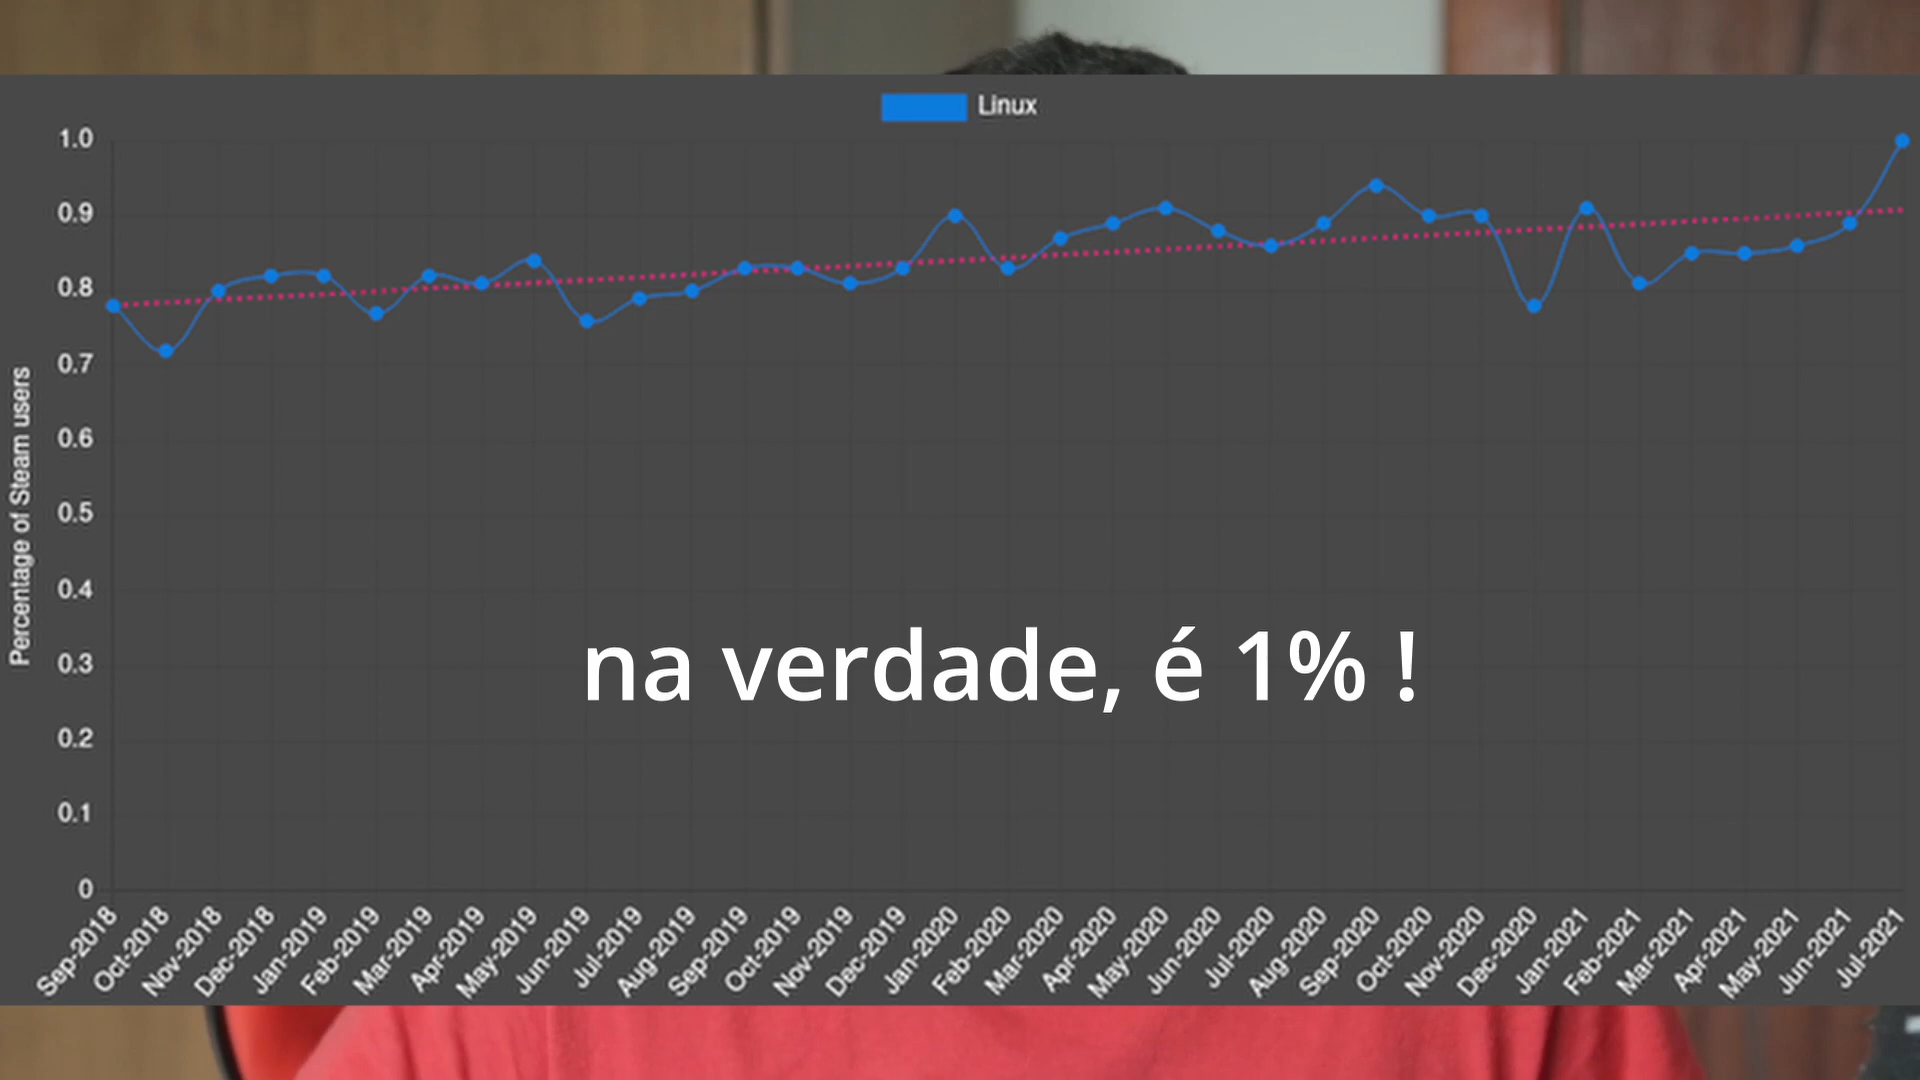 Linux
1.0
0.9
0.8
0.7
0.6
0.5
0.4
0.3
0.2
0.1
0
Percentage of Steam users
na verdade, é 1% !
Sep-2018
Oct-2018
Nov-2018
Dec-2018
Jan-2019
Feb-2019
Mar-2019
Apr-2019
May-2019
Jun-2019
Jul-2019
Aug-2019
Sep-2019
Oct-2019
Nov-2019
Dec-2019
Jan-2020
Feb-2020
Mar-2020
Apr-2020
May-2020
Jun-2020
Jul-2020
Aug-2020
Sep-2020
Oct-2020
Nov-2020
Dec-2020
Jan-2021
Feb-2021
Mar-2021
Apr-2021
May-2021
Jun-2021
Jul-2021